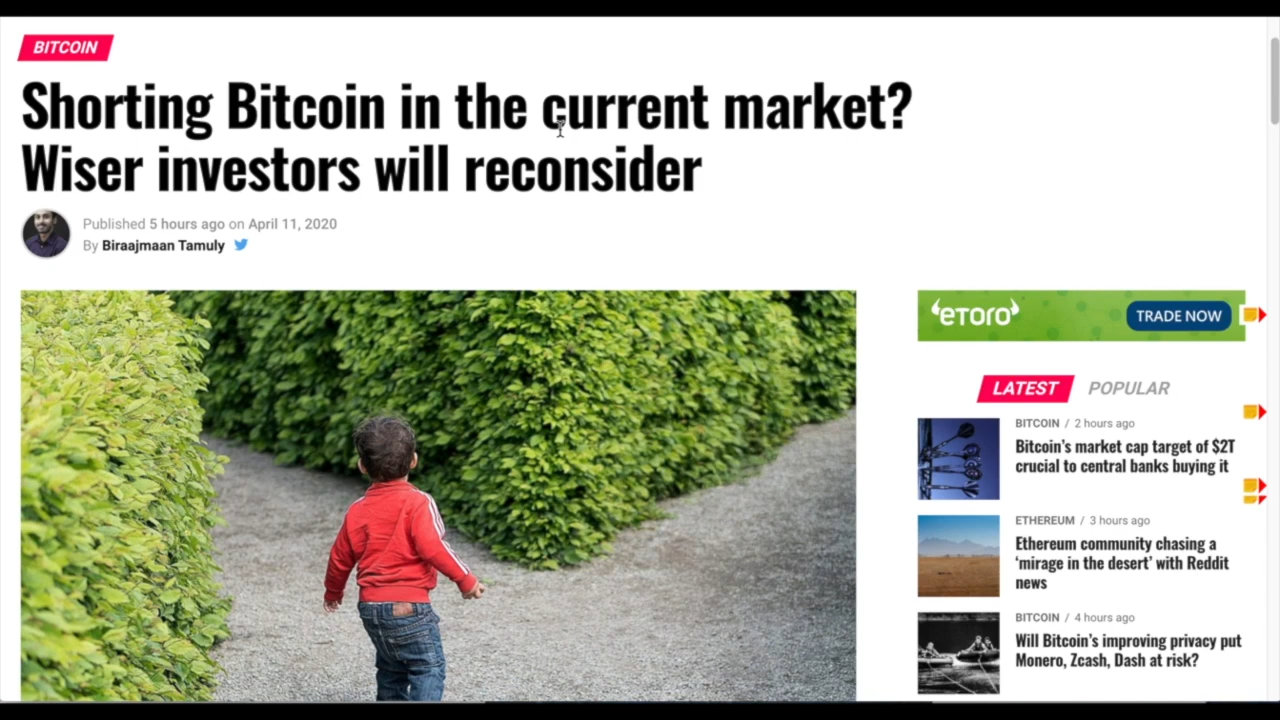 BITCOIN
Shorting Bitcoin in the current market?
Wiser investors will reconsider
Published 5 hours ago on April 11, 2020
By Biraajmaan Tamuly
eToro
TRADE NOW
LATEST
POPULAR
BITCOIN / 2 hours ago
Bitcoin's market cap target of $2T
crucial to central banks buying it
ETHEREUM / 3 hours ago
Ethereum community chasing a
‘mirage in the desert’ with Reddit
news
BITCOIN / 4 hours ago
Will Bitcoin's improving privacy put
Monero, Zcash, Dash at risk?